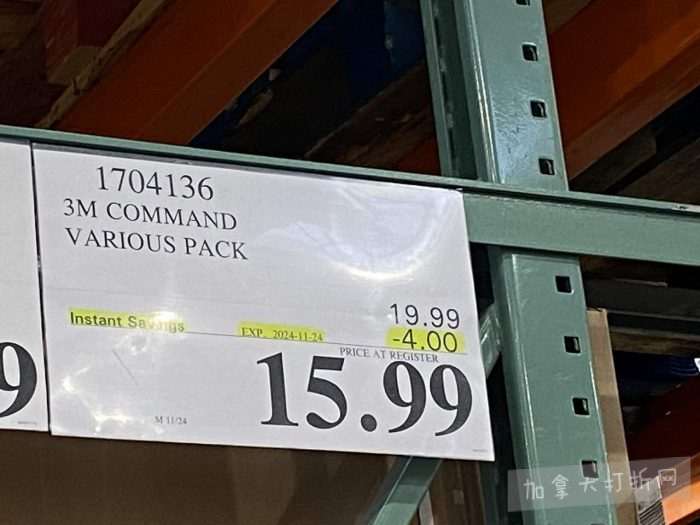 1704136
3M COMMAND
VARIOUS PACK
19.99
Instant Savings EXP. 2024-11-24 -4.00
PRICE AT REGISTER
9 15.99
M 11/24
加拿大打折网